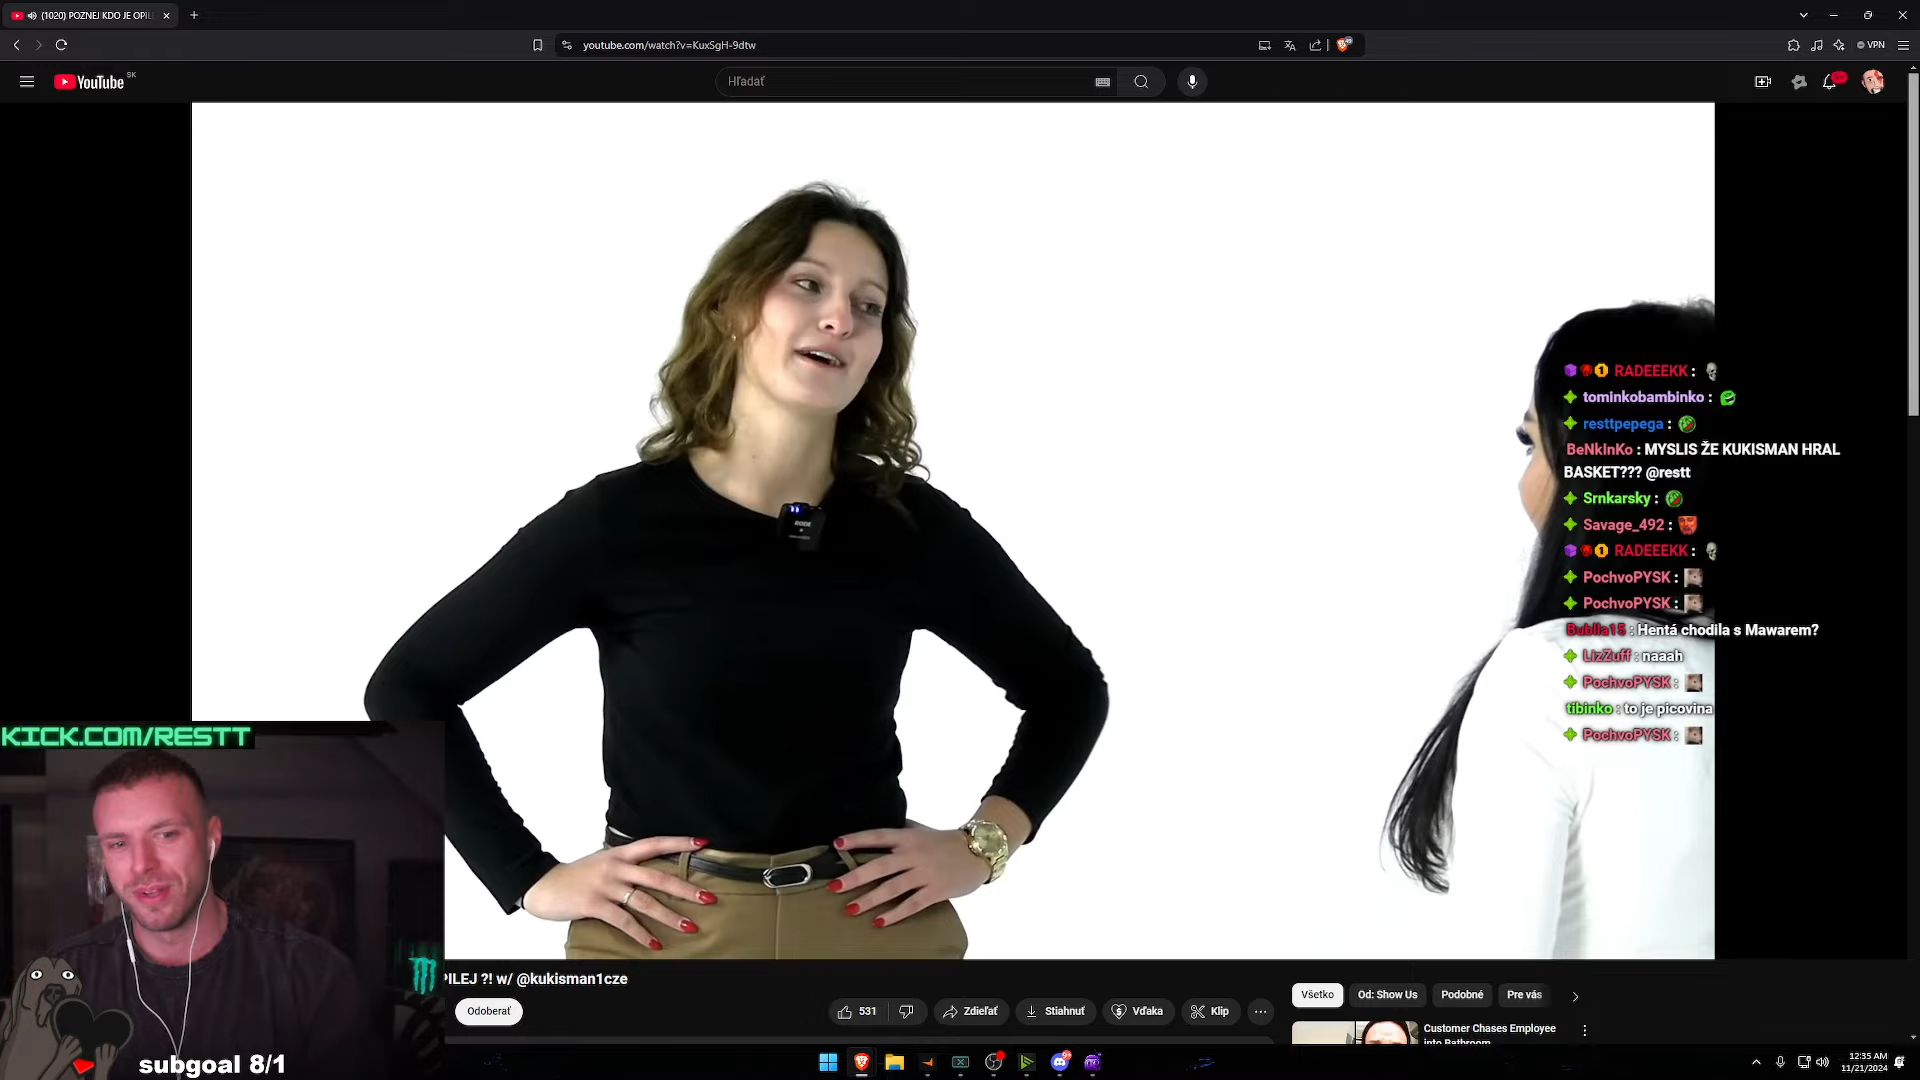 (1020) POZNEJ KDO JE OPIL
youtube.com/watch?v=KuxSgH-9dtw
VPN
YouTube SK
Hľadať
RADEEEKK :
tominkobambinko :
resttpepega :
BeNkInKo : MYSLIS ŽE KUKISMAN HRAL
BASKET??? @restt
Srnkarsky :
Savage_492 :
RADEEEKK :
PochvoPYSK :
PochvoPYSK :
Bublla15 : Hentá chodila s Mawarem?
LizZuff : naaah
PochvoPYSK :
tibinko : to je picovina
PochvoPYSK :
RODE
KICK.COM/RESTT
PILEJ ?! w/ @kukisman1cze
Odoberať
531
Zdieľať
Stiahnuť
Vďaka
Klip
Všetko
Od: Show Us
Podobné
Pre vás
Customer Chases Employee
into Bathroom
subgoal 8/1
12:35 AM
11/21/2024